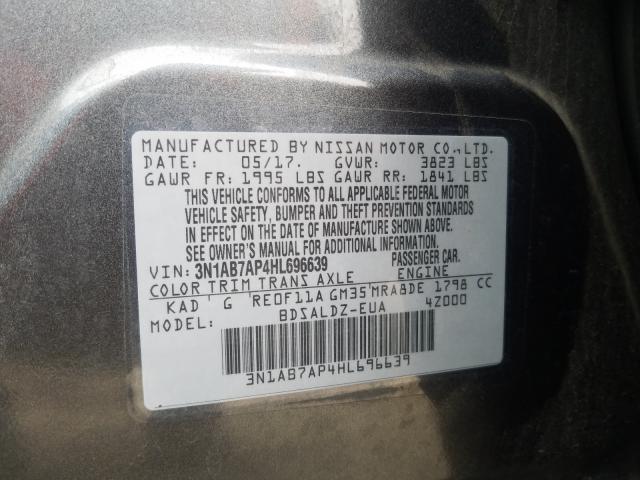 MANUFACTURED BY NISSAN MOTOR CO.,LTD.
DATE: 05/17. GVWR: 3823 LBS
GAWR FR: 1995 LBS GAWR RR: 1841 LBS
THIS VEHICLE CONFORMS TO ALL APPLICABLE FEDERAL MOTOR
VEHICLE SAFETY, BUMPER AND THEFT PREVENTION STANDARDS
IN EFFECT ON THE DATE OF MANUFACTURE SHOWN ABOVE.
SEE OWNER'S MANUAL FOR ADDITIONAL INFORMATION.
VIN: 3N1AB7AP4HL696639 PASSENGER CAR.
COLOR TRIM TRANS AXLE ENGINE
KAD G RE0F11A GM35 MRA8DE 1798 CC
MODEL: BDSALDZ-EUA 4Z000
3N1AB7AP4HL696639